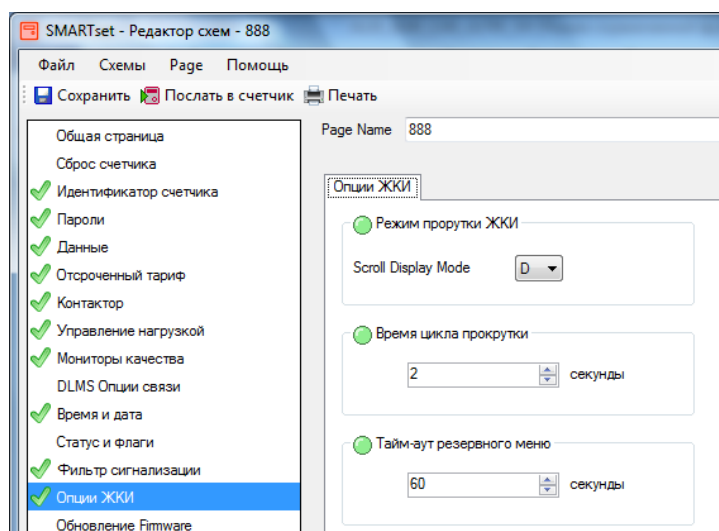 SMARTset - Редактор схем - 888
Файл Схемы Page Помощь
Сохранить Послать в счетчик Печать
Общая страница
Сброс счетчика
Идентификатор счетчика
Пароли
Данные
Отсроченный тариф
Контактор
Управление нагрузкой
Мониторы качества
DLMS Опции связи
Время и дата
Статус и флаги
Фильтр сигнализации
Опции ЖКИ
Обновление Firmware
Page Name 888
Опции ЖКИ
Режим прорутки ЖКИ
Scroll Display Mode D
Время цикла прокрутки
2 секунды
Тайм-аут резервного меню
60 секунды